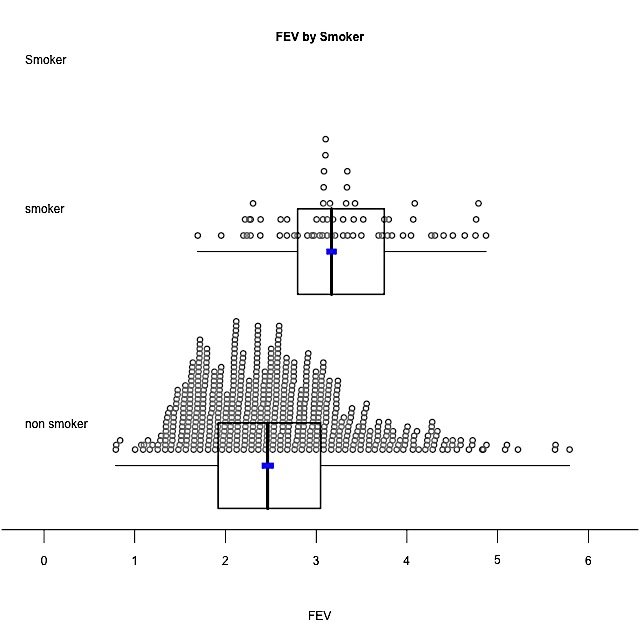 FEV by Smoker
Smoker
smoker
non smoker
0 1 2 3 4 5 6
FEV